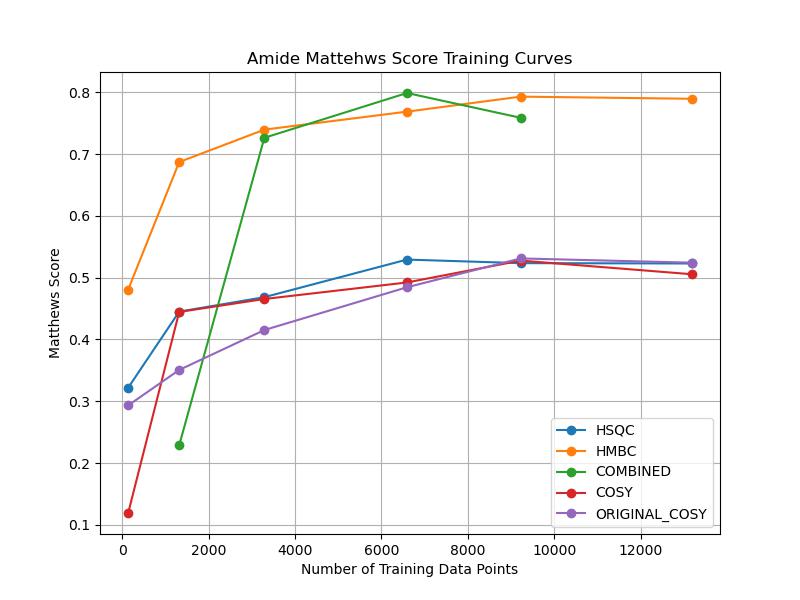 Amide Mattehws Score Training Curves
Matthews Score
0.8
0.7
0.6
0.5
0.4
0.3
0.2
0.1
HSQC
HMBC
COMBINED
COSY
ORIGINAL_COSY
0 2000 4000 6000 8000 10000 12000
Number of Training Data Points